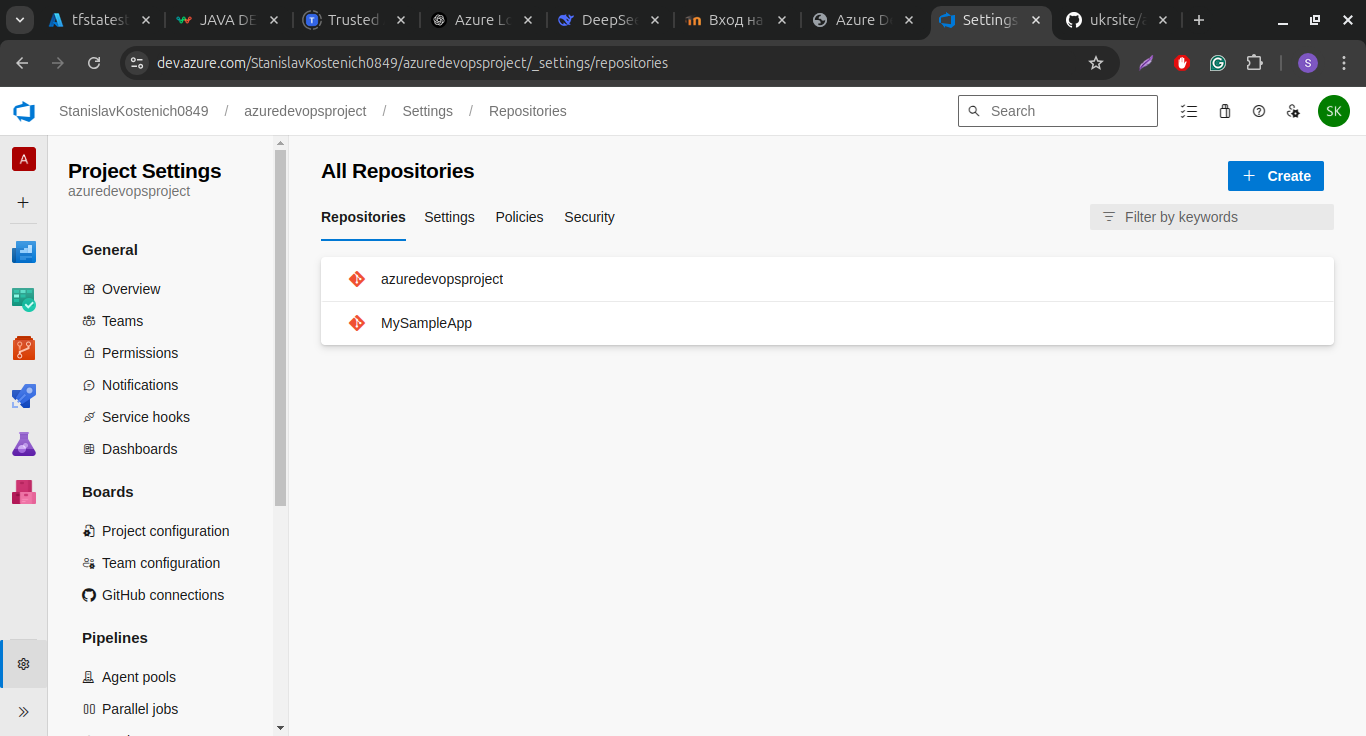 tfstatest
JAVA DE
Trusted
Azure Lo
DeepSee
Вход на
Azure De
Settings
ukrsite/a
dev.azure.com/StanislavKostenich0849/azuredevopsproject/_settings/repositories
S
StanislavKostenich0849 / azuredevopsproject / Settings / Repositories
Search
SK
A
Project Settings
azuredevopsproject
General
Overview
Teams
Permissions
Notifications
Service hooks
Dashboards
Boards
Project configuration
Team configuration
GitHub connections
Pipelines
Agent pools
Parallel jobs
All Repositories
Create
Repositories
Settings
Policies
Security
Filter by keywords
azuredevopsproject
MySampleApp